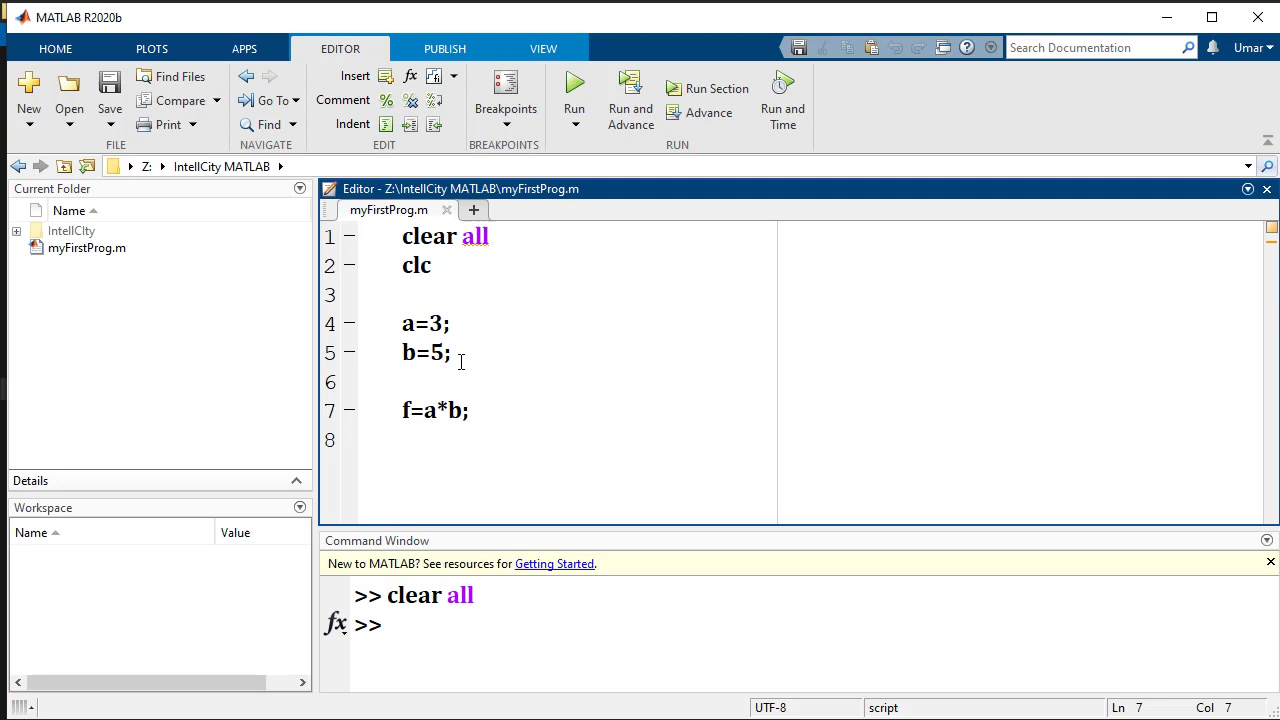 MATLAB R2020b
HOME PLOTS APPS EDITOR PUBLISH VIEW
Search Documentation
Umar
New
Open
Save
Find Files
Compare
Print
FILE
Go To
Find
NAVIGATE
Insert
Comment
Indent
EDIT
Breakpoints
BREAKPOINTS
Run
Run and Advance
Run Section
Advance
Run and Time
RUN
Z: IntellCity MATLAB
Current Folder
Name
IntellCIty
myFirstProg.m
Details
Workspace
Name Value
Editor - Z:\IntellCity MATLAB\myFirstProg.m
myFirstProg.m
1 clear all
2 clc
3
4 a=3;
5 b=5;
6
7 f=a*b;
8
Command Window
New to MATLAB? See resources for Getting Started.
>> clear all
fx >>
UTF-8 script Ln 7 Col 7